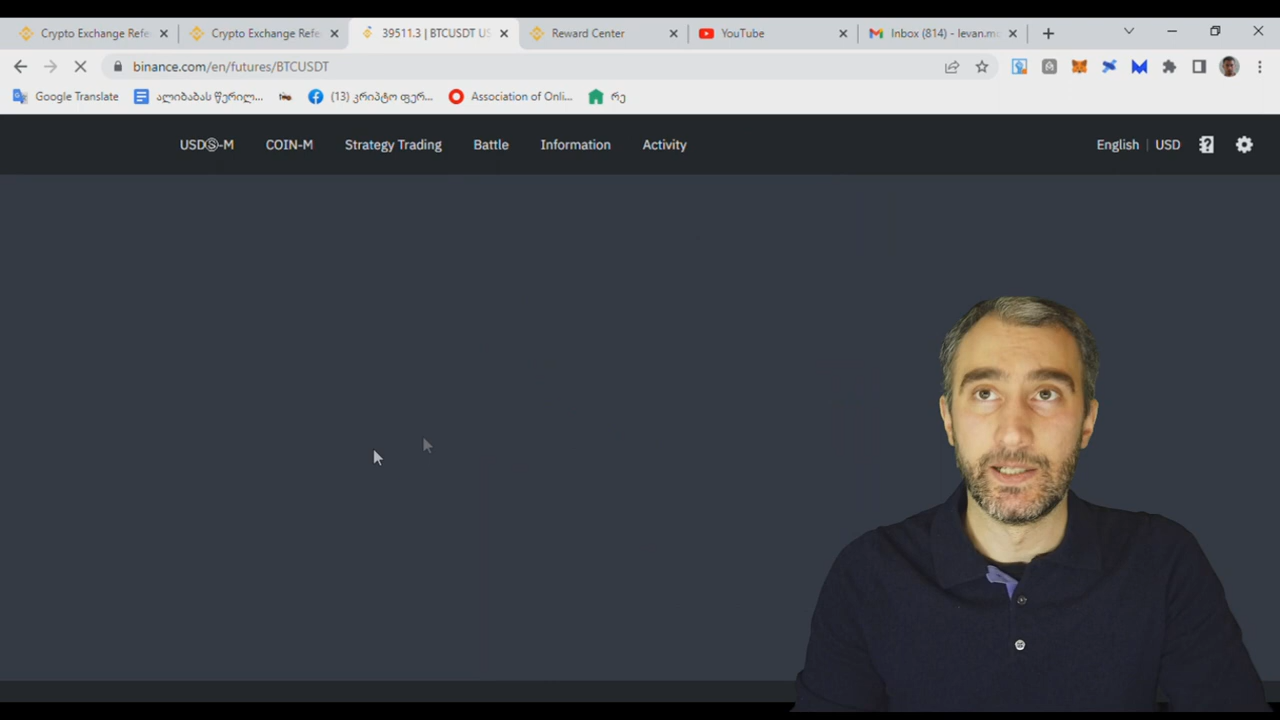 Crypto Exchange Refe
Crypto Exchange Refe
39511.3 | BTCUSDT US
Reward Center
YouTube
Inbox (814) - levan.mo
binance.com/en/futures/BTCUSDT
Google Translate
ალიბაბას წერილ...
(13) კრიპტო ფერ...
Association of Onli...
რე
USDⓈ-M
COIN-M
Strategy Trading
Battle
Information
Activity
English | USD